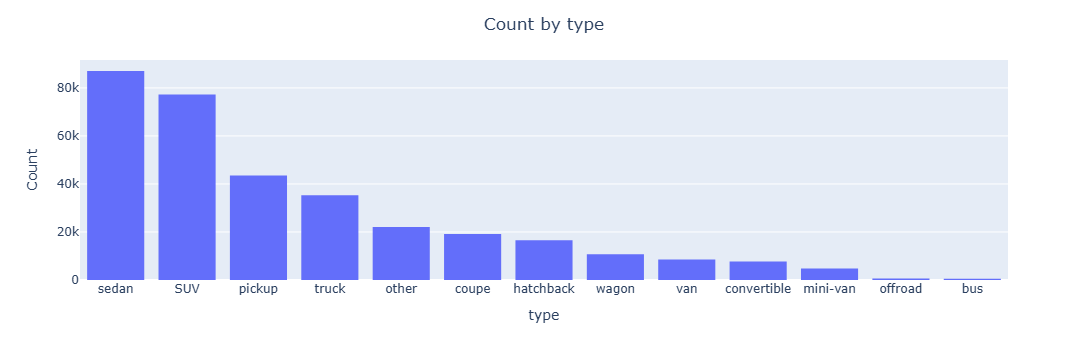 Count by type
Count
80k
60k
40k
20k
0
sedan SUV pickup truck other coupe hatchback wagon van convertible mini-van offroad bus
type